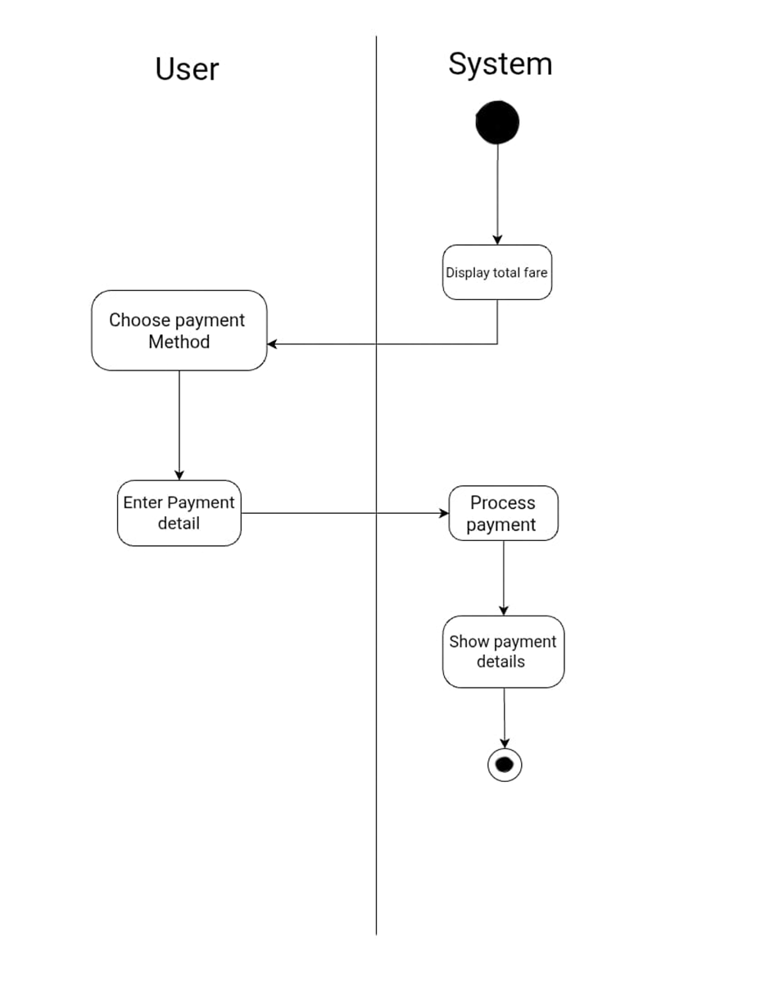 User
System
Display total fare
Choose payment
Method
Enter Payment
detail
Process
payment
Show payment
details